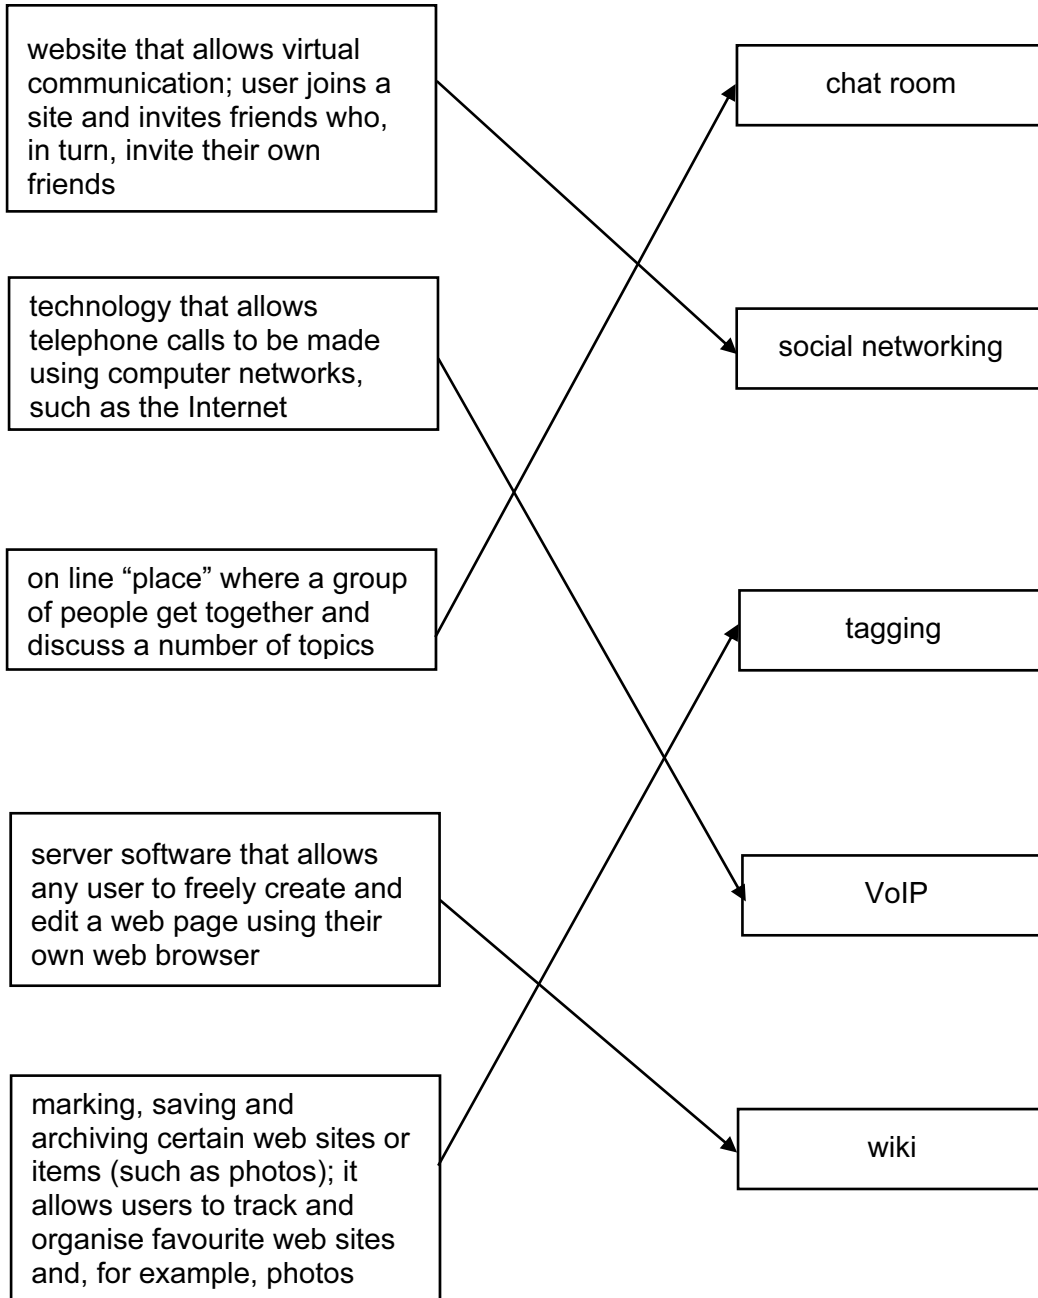 website that allows virtual
communication; user joins a
site and invites friends who,
in turn, invite their own
friends
chat room
technology that allows
telephone calls to be made
using computer networks,
such as the Internet
social networking
on line “place” where a group
of people get together and
discuss a number of topics
tagging
server software that allows
any user to freely create and
edit a web page using their
own web browser
VoIP
marking, saving and
archiving certain web sites or
items (such as photos); it
allows users to track and
organise favourite web sites
and, for example, photos
wiki